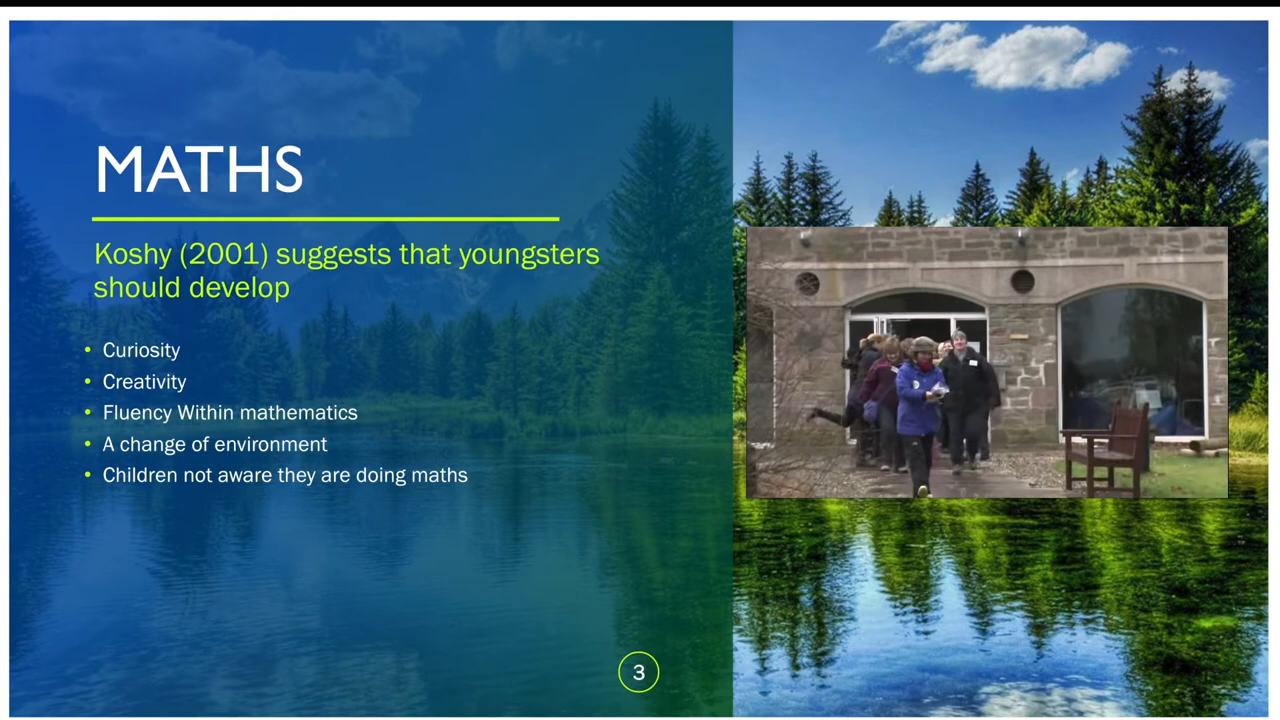 MATHS
Koshy (2001) suggests that youngsters
should develop
• Curiosity
• Creativity
• Fluency Within mathematics
• A change of environment
• Children not aware they are doing maths
3